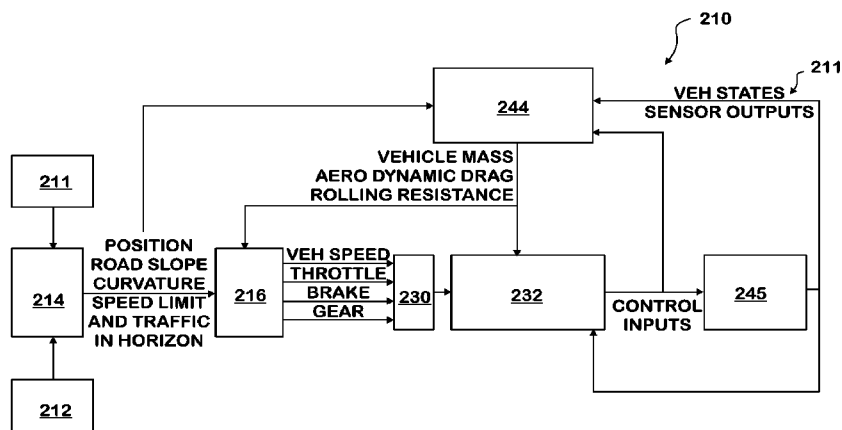 210
211
VEH STATES
SENSOR OUTPUTS
244
VEHICLE MASS
AERO DYNAMIC DRAG
ROLLING RESISTANCE
211
214
212
POSITION
ROAD SLOPE
CURVATURE
SPEED LIMIT
AND TRAFFIC
IN HORIZON
216
VEH SPEED
THROTTLE
BRAKE
GEAR
230
232
CONTROL
INPUTS
245